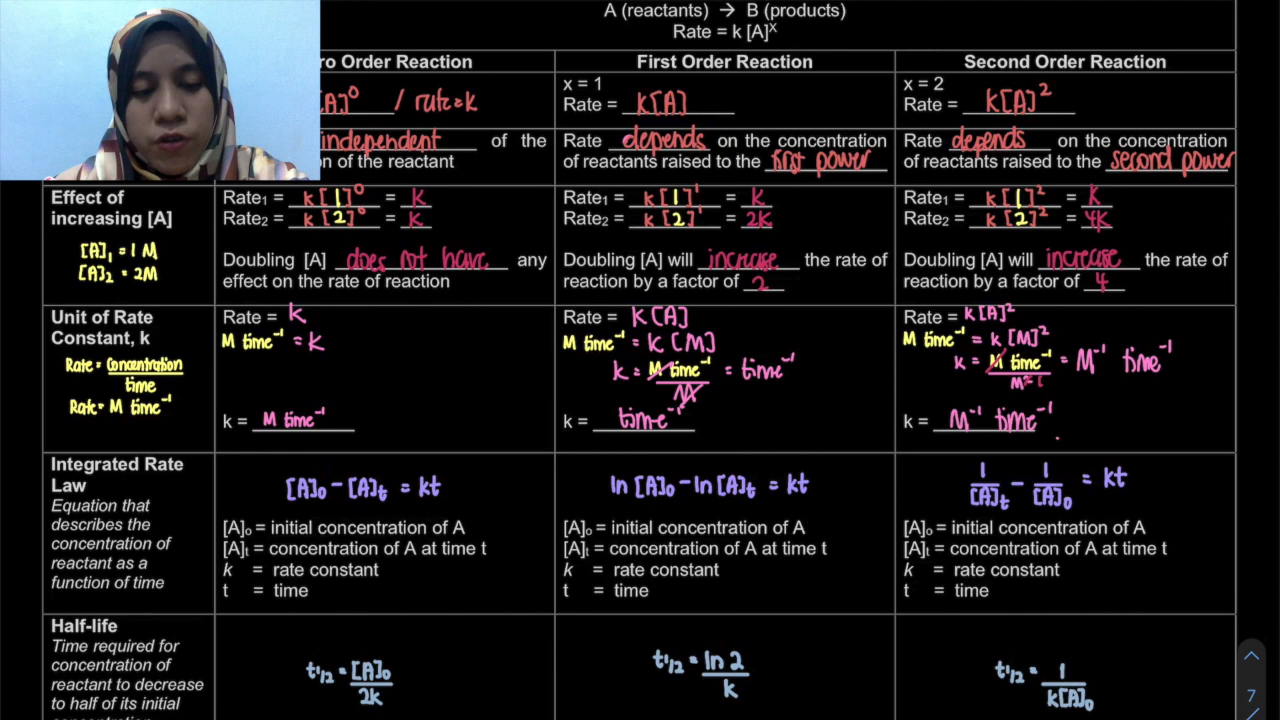 A (reactants) → B (products)
Rate = k [A]ˣ
ro Order Reaction
First Order Reaction
Second Order Reaction
[A]⁰ / rate=k
x = 1
Rate = k[A]
x = 2
Rate = k[A]²
independent of the
on of the reactant
Rate depends on the concentration
of reactants raised to the first power
Rate depends on the concentration
of reactants raised to the second power
Effect of
increasing [A]
[A]₁ = 1 M
[A]₂ = 2M
Rate₁ = k[1]⁰ = k
Rate₂ = k[2]⁰ = k
Doubling [A] does not have any
effect on the rate of reaction
Rate₁ = k[1]¹ = k
Rate₂ = k[2]¹ = 2k
Doubling [A] will increase the rate of
reaction by a factor of 2
Rate₁ = k[1]² = k
Rate₂ = k[2]² = 4k
Doubling [A] will increase the rate of
reaction by a factor of 4
Unit of Rate
Constant, k
Rate = concentration
time
Rate = M time⁻¹
Rate = k
M time⁻¹ = k
k = M time⁻¹
Rate = k[A]
M time⁻¹ = k [M]
k = M time⁻¹ = time⁻¹
M
k = time⁻¹
Rate = k[A]²
M time⁻¹ = k [M]²
k = M time⁻¹ = M⁻¹ time⁻¹
k = M⁻¹ time⁻¹
Integrated Rate
Law
Equation that
describes the
concentration of
reactant as a
function of time
[A]₀ – [A]t = kt
[A]₀ = initial concentration of A
[A]t = concentration of A at time t
k = rate constant
t = time
ln [A]₀ – ln [A]t = kt
[A]₀ = initial concentration of A
[A]t = concentration of A at time t
k = rate constant
t = time
1 – 1 = kt
[A]t [A]₀
[A]₀ = initial concentration of A
[A]t = concentration of A at time t
k = rate constant
t = time
Half-life
Time required for
concentration of
reactant to decrease
to half of its initial
t½ = [A]₀
2k
t½ = ln 2
k
t½ = 1
k[A]₀
7